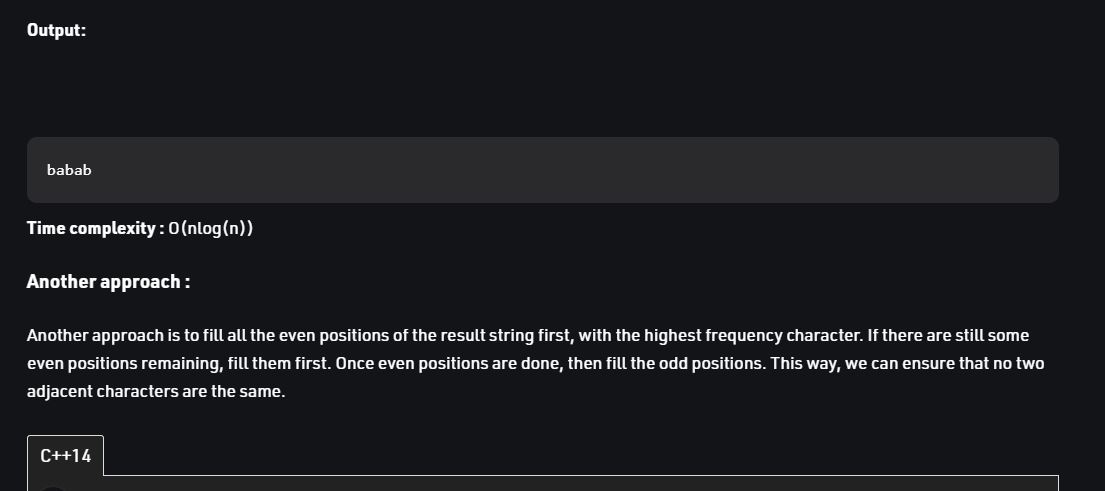 Output:
babab
Time complexity : O(nlog(n))
Another approach :
Another approach is to fill all the even positions of the result string first, with the highest frequency character. If there are still some
even positions remaining, fill them first. Once even positions are done, then fill the odd positions. This way, we can ensure that no two
adjacent characters are the same.
C++14